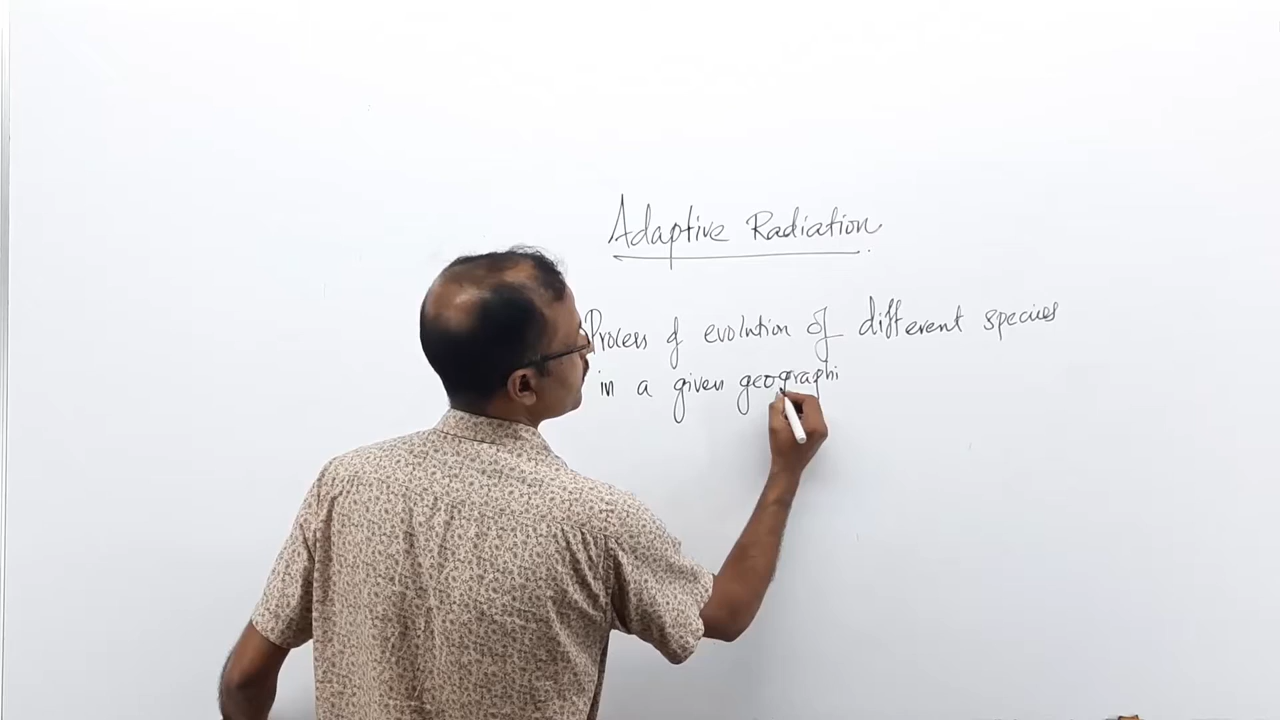 Adaptive Radiation
Process of evolution of different species
in a given geographi